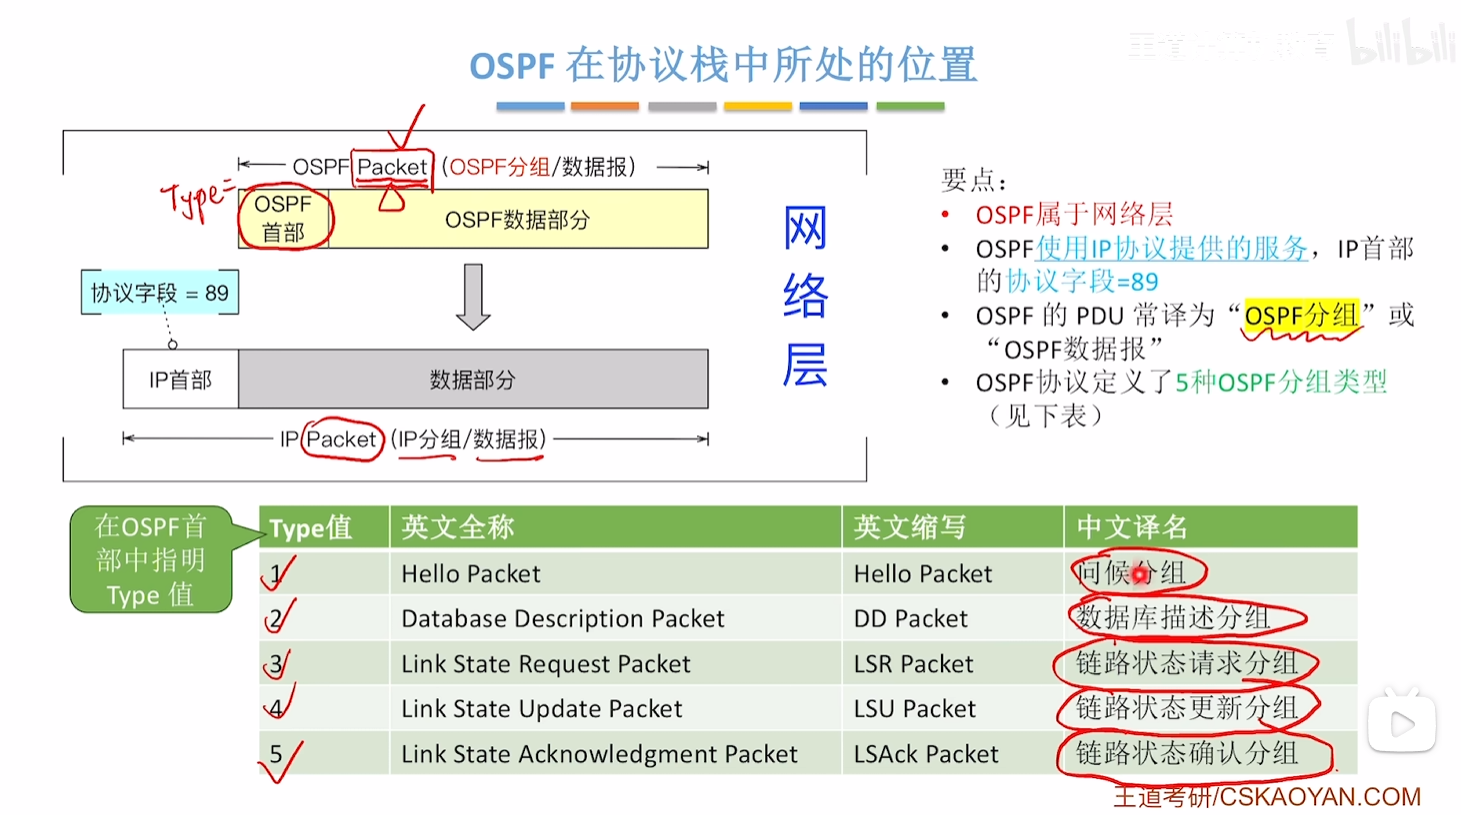 OSPF 在协议栈中所处的位置
bilibili
OSPF Packet (OSPF分组/数据报)
Type=
OSPF
首部
OSPF数据部分
协议字段 = 89
IP首部
数据部分
IP Packet (IP分组/数据报)
网
络
层
要点：
• OSPF属于网络层
• OSPF使用IP协议提供的服务，IP首部
的协议字段=89
• OSPF 的 PDU 常译为“OSPF分组”或
“OSPF数据报”
• OSPF协议定义了5种OSPF分组类型
（见下表）
在OSPF首
部中指明
Type 值
Type值 英文全称 英文缩写 中文译名
1 Hello Packet Hello Packet 问候分组
2 Database Description Packet DD Packet 数据库描述分组
3 Link State Request Packet LSR Packet 链路状态请求分组
4 Link State Update Packet LSU Packet 链路状态更新分组
5 Link State Acknowledgment Packet LSAck Packet 链路状态确认分组
王道考研/CSKAOYAN.COM